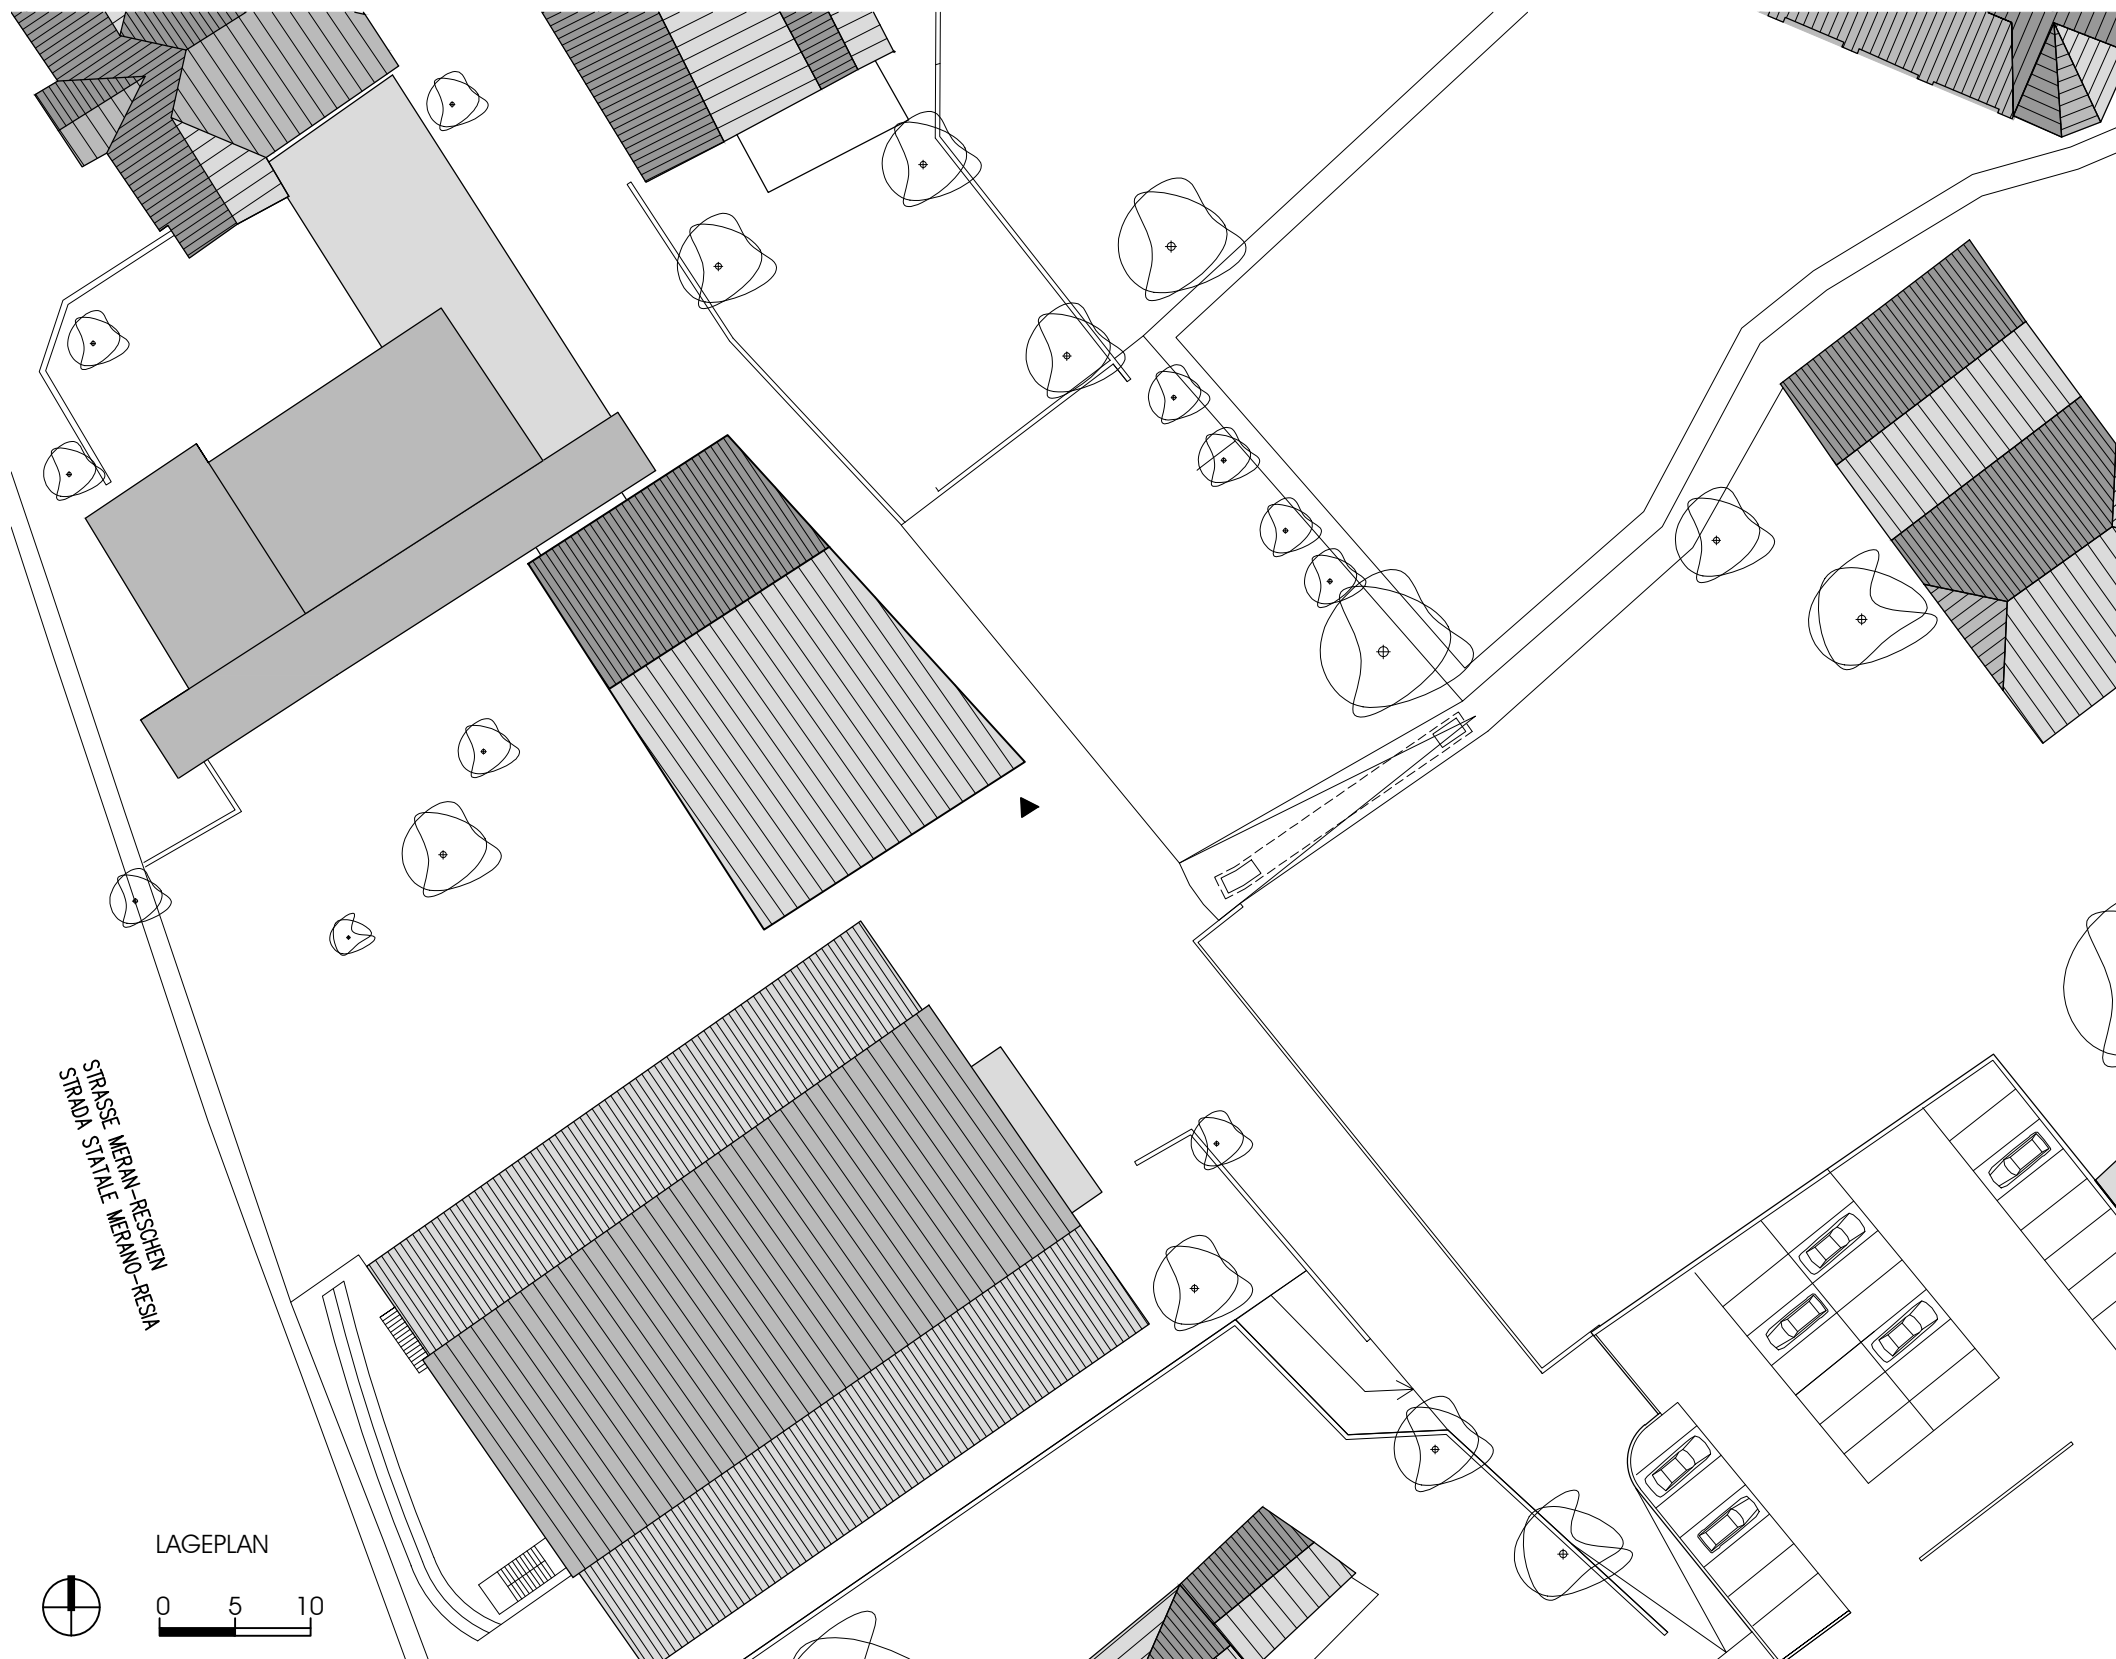 STRASSE MERAN-RESCHEN
STRADA STATALE MERANO-RESIA
LAGEPLAN
0 5 10